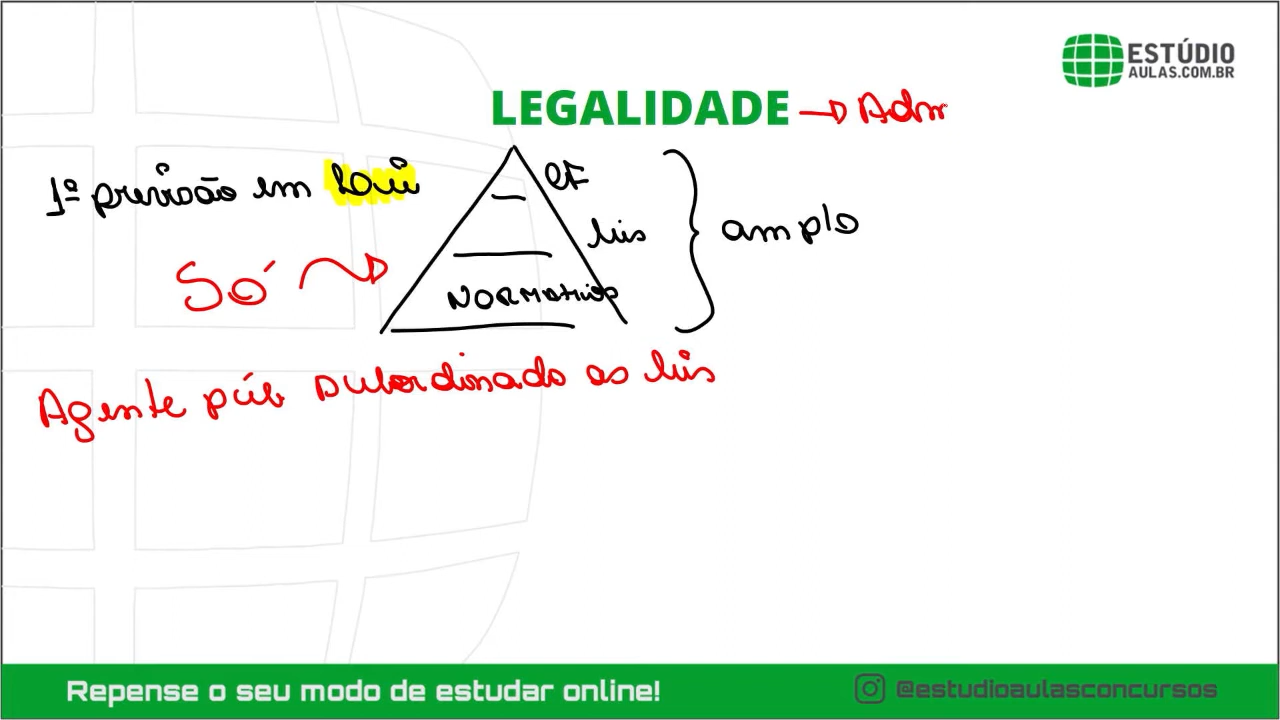 ESTÚDIO
AULAS.COM.BR
LEGALIDADE → Adm
1º previsão em Lei
CF
leis
amplo
Só
NORMATIVOS
Agente púb subordinado as leis
Repense o seu modo de estudar online!
@estudioaulasconcursos